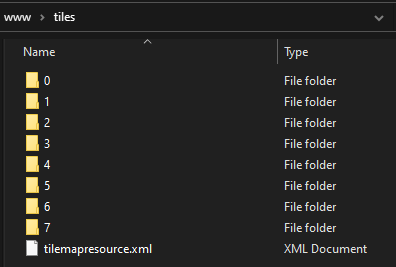 www > tiles
Name Type
0 File folder
1 File folder
2 File folder
3 File folder
4 File folder
5 File folder
6 File folder
7 File folder
tilemapresource.xml XML Document